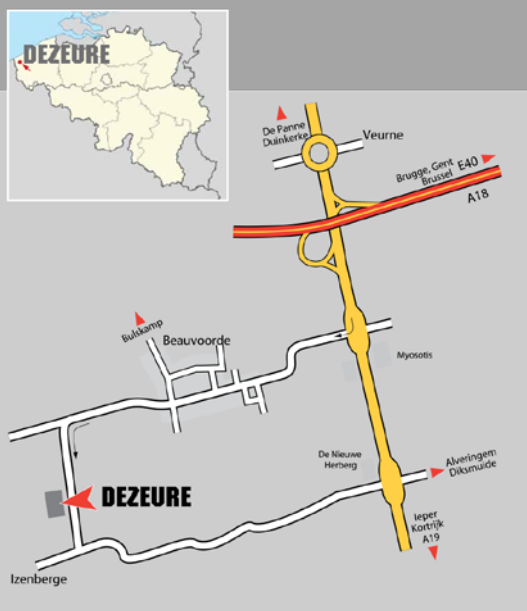 DEZEURE
De Panne
Duinkerke
Veurne
Brugge, Gent
Brussel
E40
A18
Bulskamp
Beauvoorde
Myosotis
De Nieuwe
Herberg
Alveringem
Diksmuide
DEZEURE
Ieper
Kortrijk
A19
Izenberge